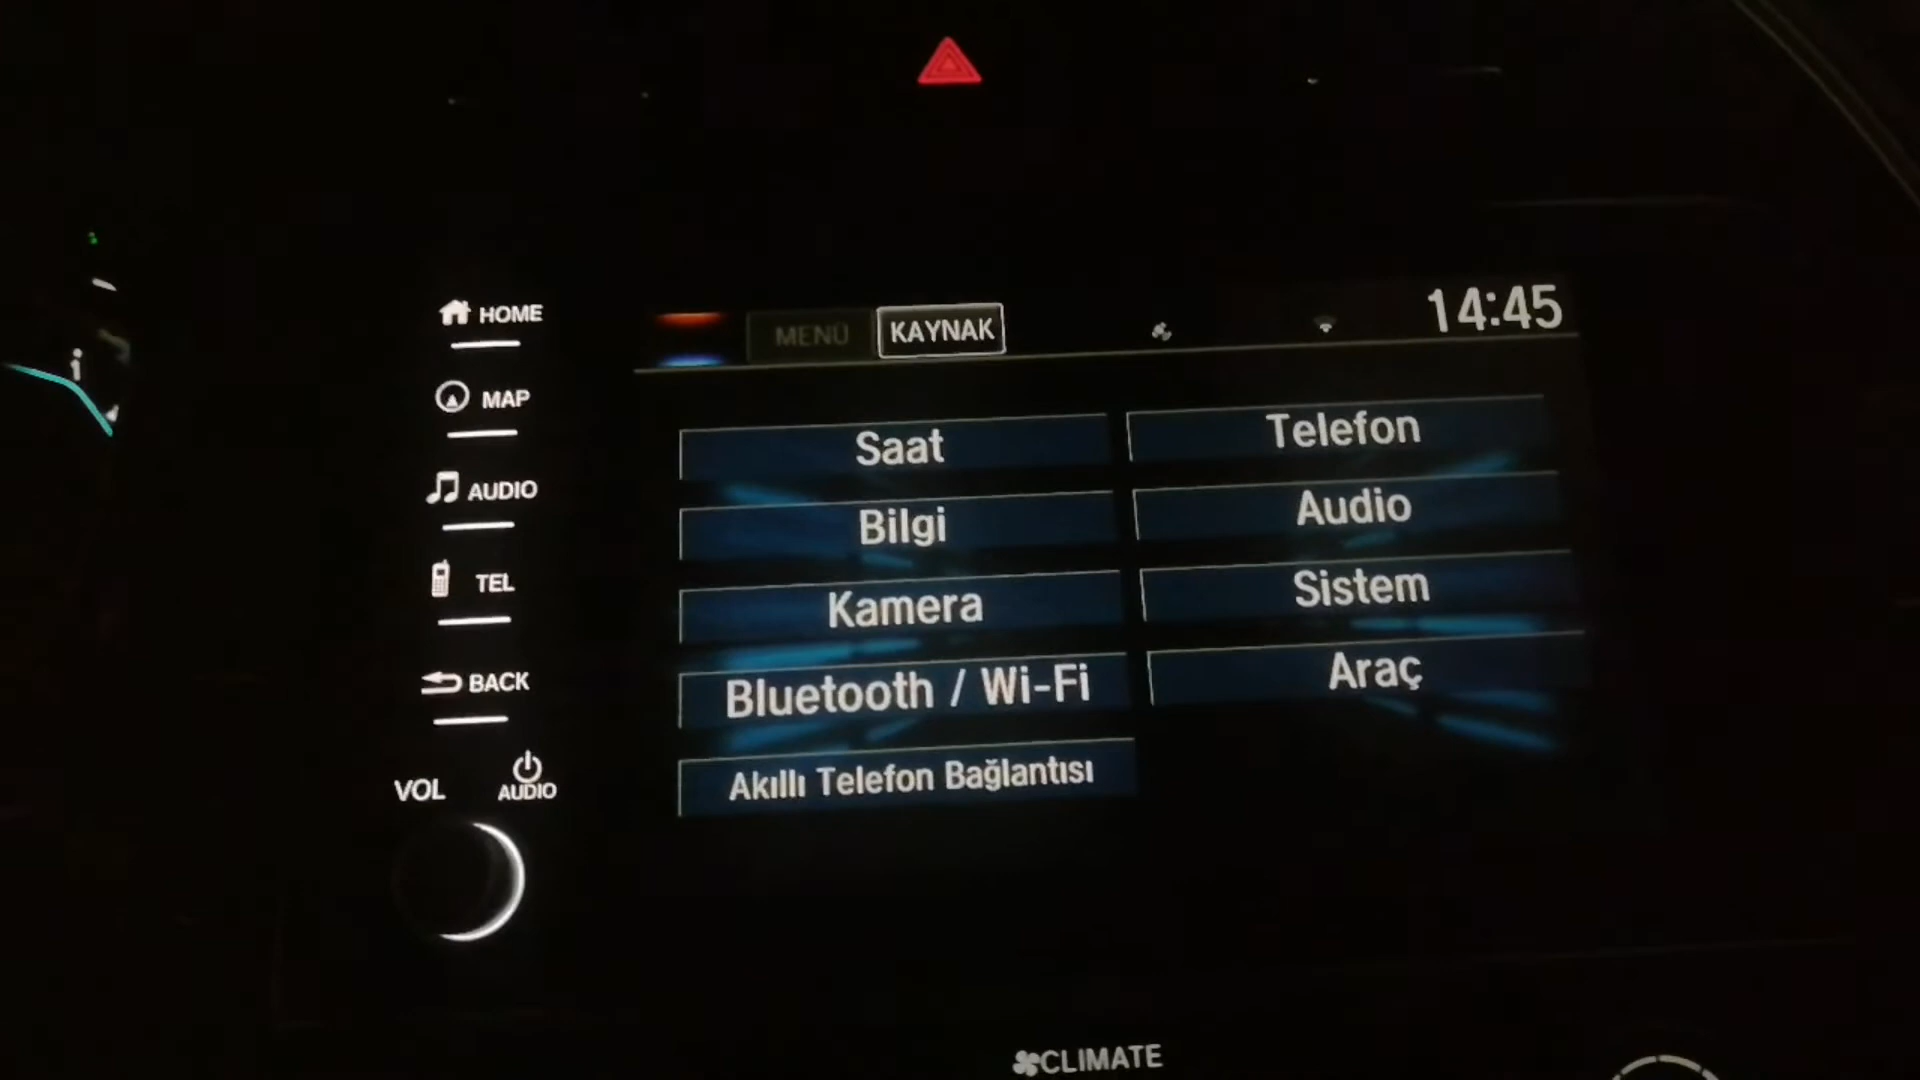 HOME
MAP
AUDIO
TEL
BACK
VOL
AUDIO
MENÜ
KAYNAK
14:45
Saat
Telefon
Bilgi
Audio
Kamera
Sistem
Bluetooth / Wi-Fi
Araç
Akıllı Telefon Bağlantısı
CLIMATE